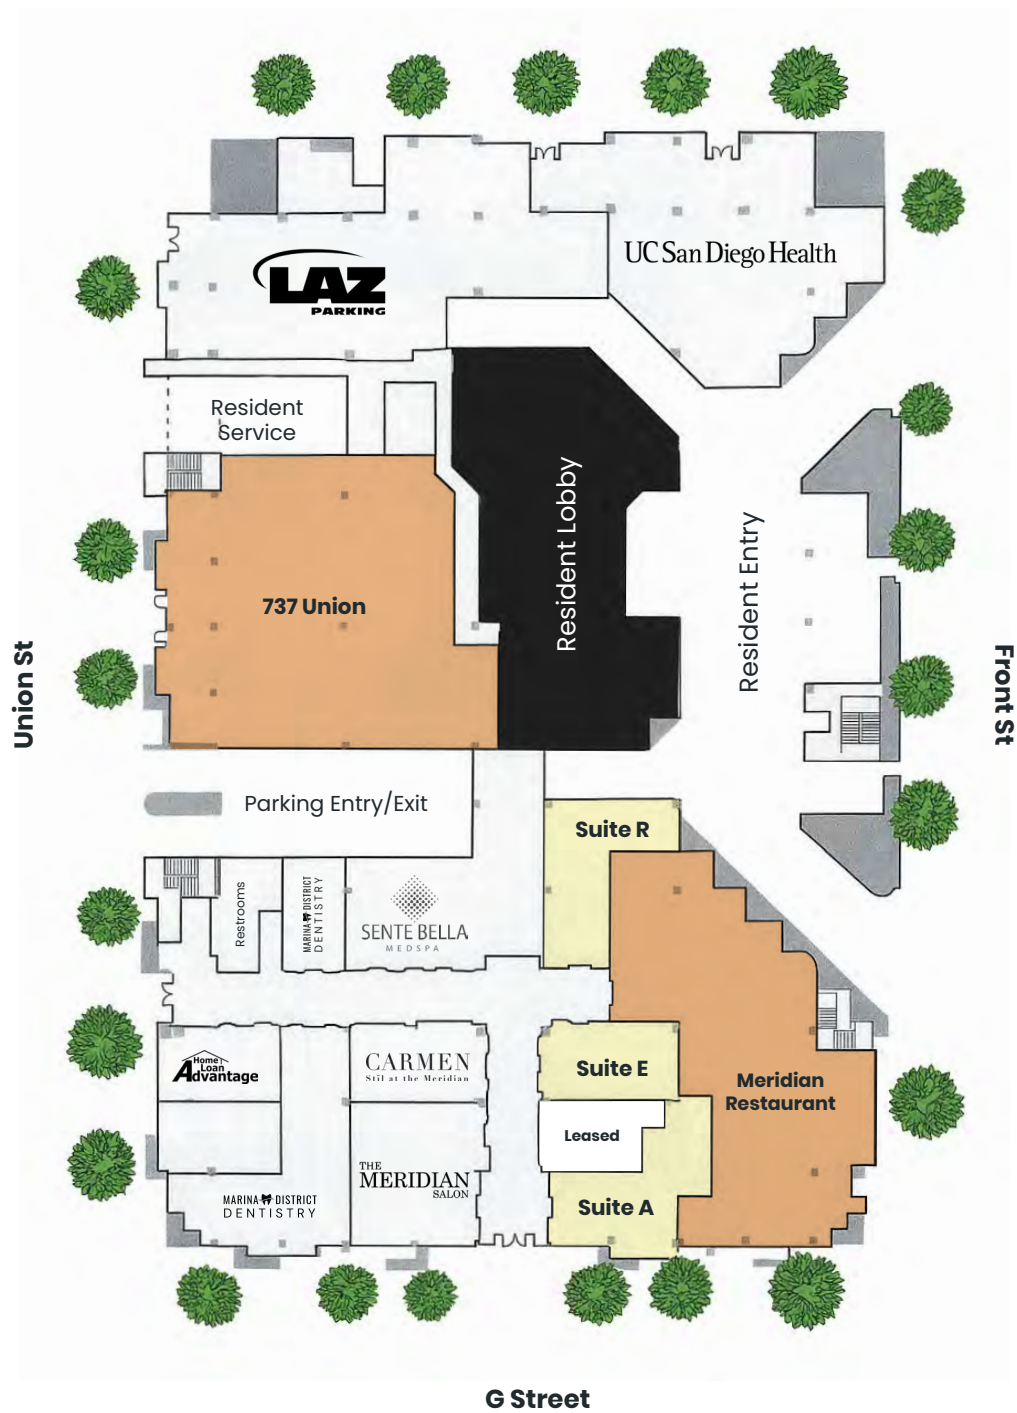 UC San Diego Health
LAZ
PARKING
Resident
Service
Resident Lobby
Resident Entry
737 Union
Union St
Front St
Parking Entry/Exit
Suite R
Restrooms
MARINA DISTRICT
DENTISTRY
SENTE BELLA
MEDSPA
Home
Loan
Advantage
CARMEN
Stil at the Meridian
Suite E
Meridian
Restaurant
Leased
THE
MERIDIAN
SALON
MARINA DISTRICT
DENTISTRY
Suite A
G Street